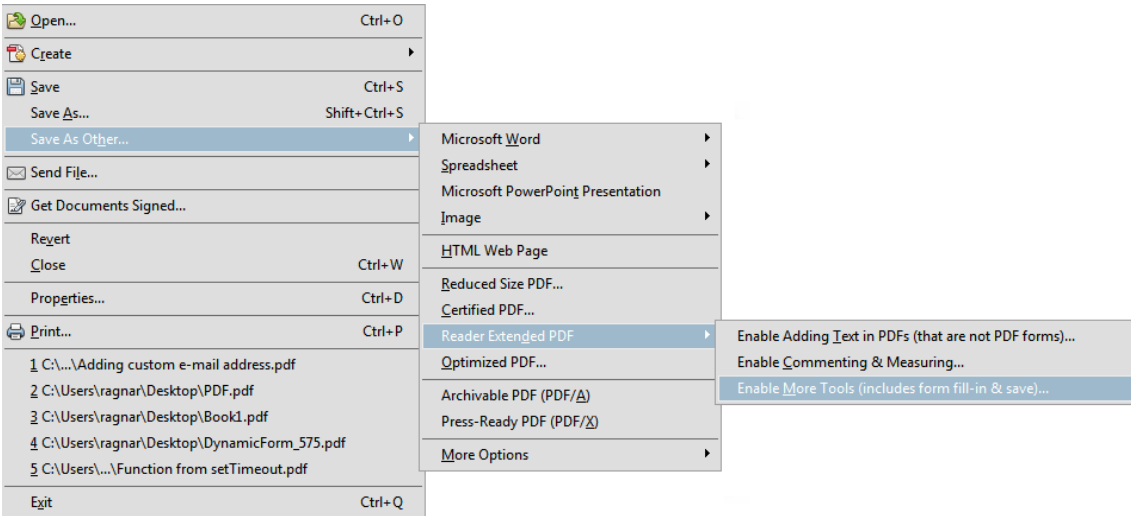 Open... Ctrl+O
Create
Save Ctrl+S
Save As... Shift+Ctrl+S
Save As Other...
Send File...
Get Documents Signed...
Revert
Close Ctrl+W
Properties... Ctrl+D
Print... Ctrl+P
1 C:\...\Adding custom e-mail address.pdf
2 C:\Users\ragnar\Desktop\PDF.pdf
3 C:\Users\ragnar\Desktop\Book1.pdf
4 C:\Users\ragnar\Desktop\DynamicForm_575.pdf
5 C:\Users\...\Function from setTimeout.pdf
Exit Ctrl+Q
Microsoft Word
Spreadsheet
Microsoft PowerPoint Presentation
Image
HTML Web Page
Reduced Size PDF...
Certified PDF...
Reader Extended PDF
Optimized PDF...
Archivable PDF (PDF/A)
Press-Ready PDF (PDF/X)
More Options
Enable Adding Text in PDFs (that are not PDF forms)...
Enable Commenting & Measuring...
Enable More Tools (includes form fill-in & save)...